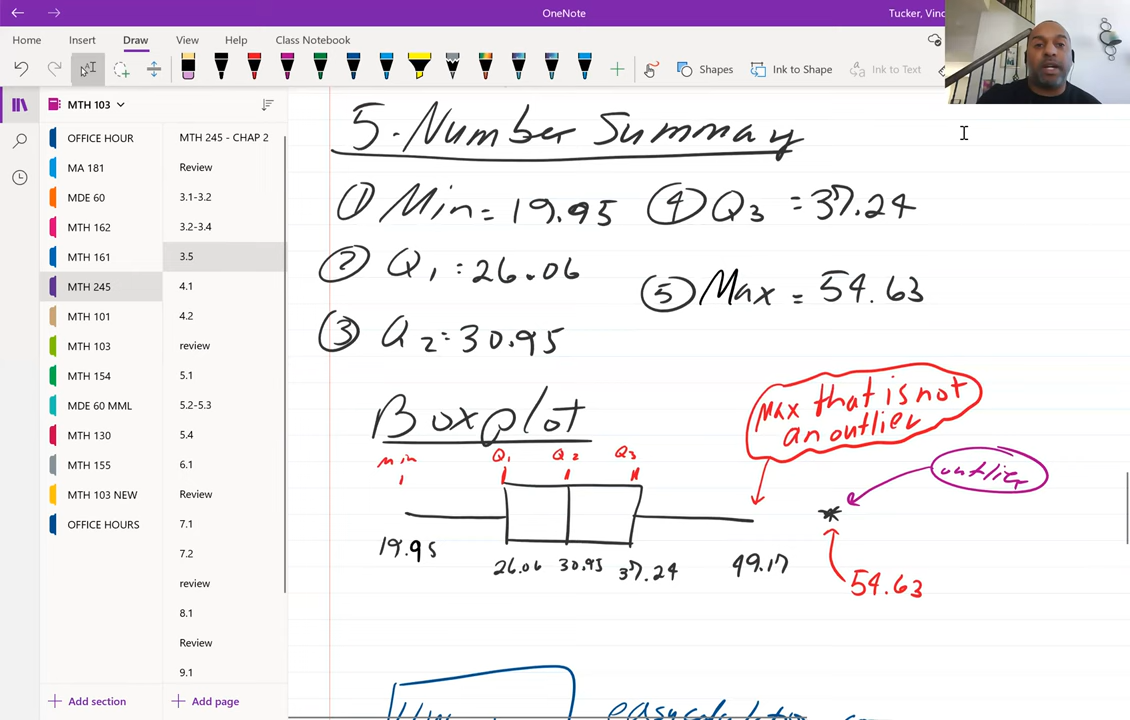 OneNote
Tucker, Vinc
Home
Insert
Draw
View
Help
Class Notebook
Shapes
Ink to Shape
Ink to Text
MTH 103
OFFICE HOUR
MA 181
MDE 60
MTH 162
MTH 161
MTH 245
MTH 101
MTH 103
MTH 154
MDE 60 MML
MTH 130
MTH 155
MTH 103 NEW
OFFICE HOURS
Add section
MTH 245 - CHAP 2
Review
3.1-3.2
3.2-3.4
3.5
4.1
4.2
review
5.1
5.2-5.3
5.4
6.1
Review
7.1
7.2
review
8.1
Review
9.1
Add page
5-Number Summay
① Min = 19.95
② Q1 : 26.06
③ Q2 : 30.95
④ Q3 = 37.24
⑤ Max = 54.63
Boxplot
Max that is not
an outlier
outlier
min Q1 Q2 Q3
19.95 26.06 30.95 37.24 49.17
54.63